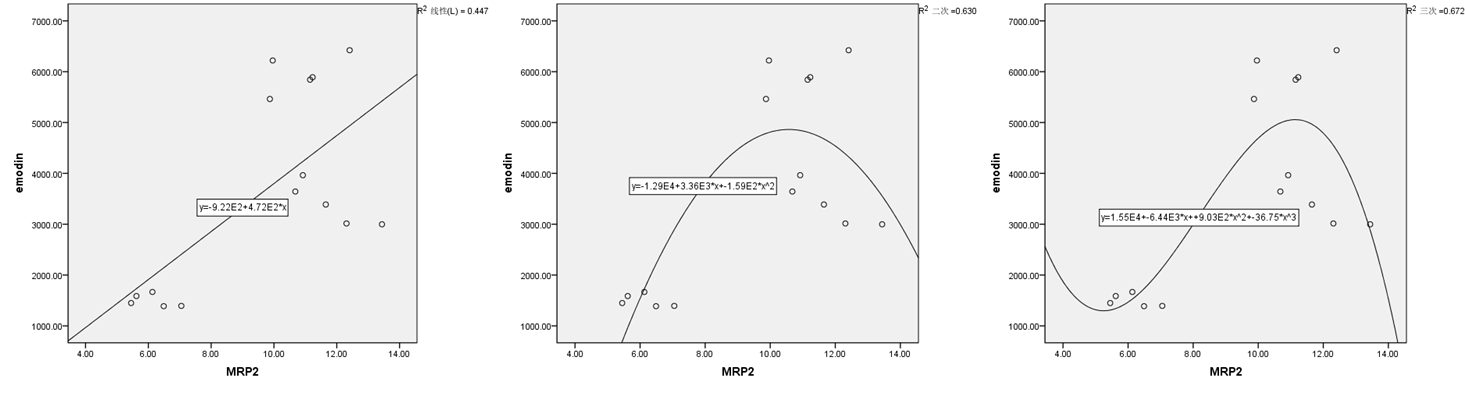 R² 线性(L) = 0.447
7000.00
6000.00
5000.00
4000.00
3000.00
2000.00
1000.00
emodin
y=-9.22E2+4.72E2*x
4.00 6.00 8.00 10.00 12.00 14.00
MRP2
R² 二次 =0.630
7000.00
6000.00
5000.00
4000.00
3000.00
2000.00
1000.00
emodin
y=-1.29E4+3.36E3*x+-1.59E2*x^2
4.00 6.00 8.00 10.00 12.00 14.00
MRP2
R² 三次 =0.672
7000.00
6000.00
5000.00
4000.00
3000.00
2000.00
1000.00
emodin
y=1.55E4+-6.44E3*x++9.03E2*x^2+-36.75*x^3
4.00 6.00 8.00 10.00 12.00 14.00
MRP2